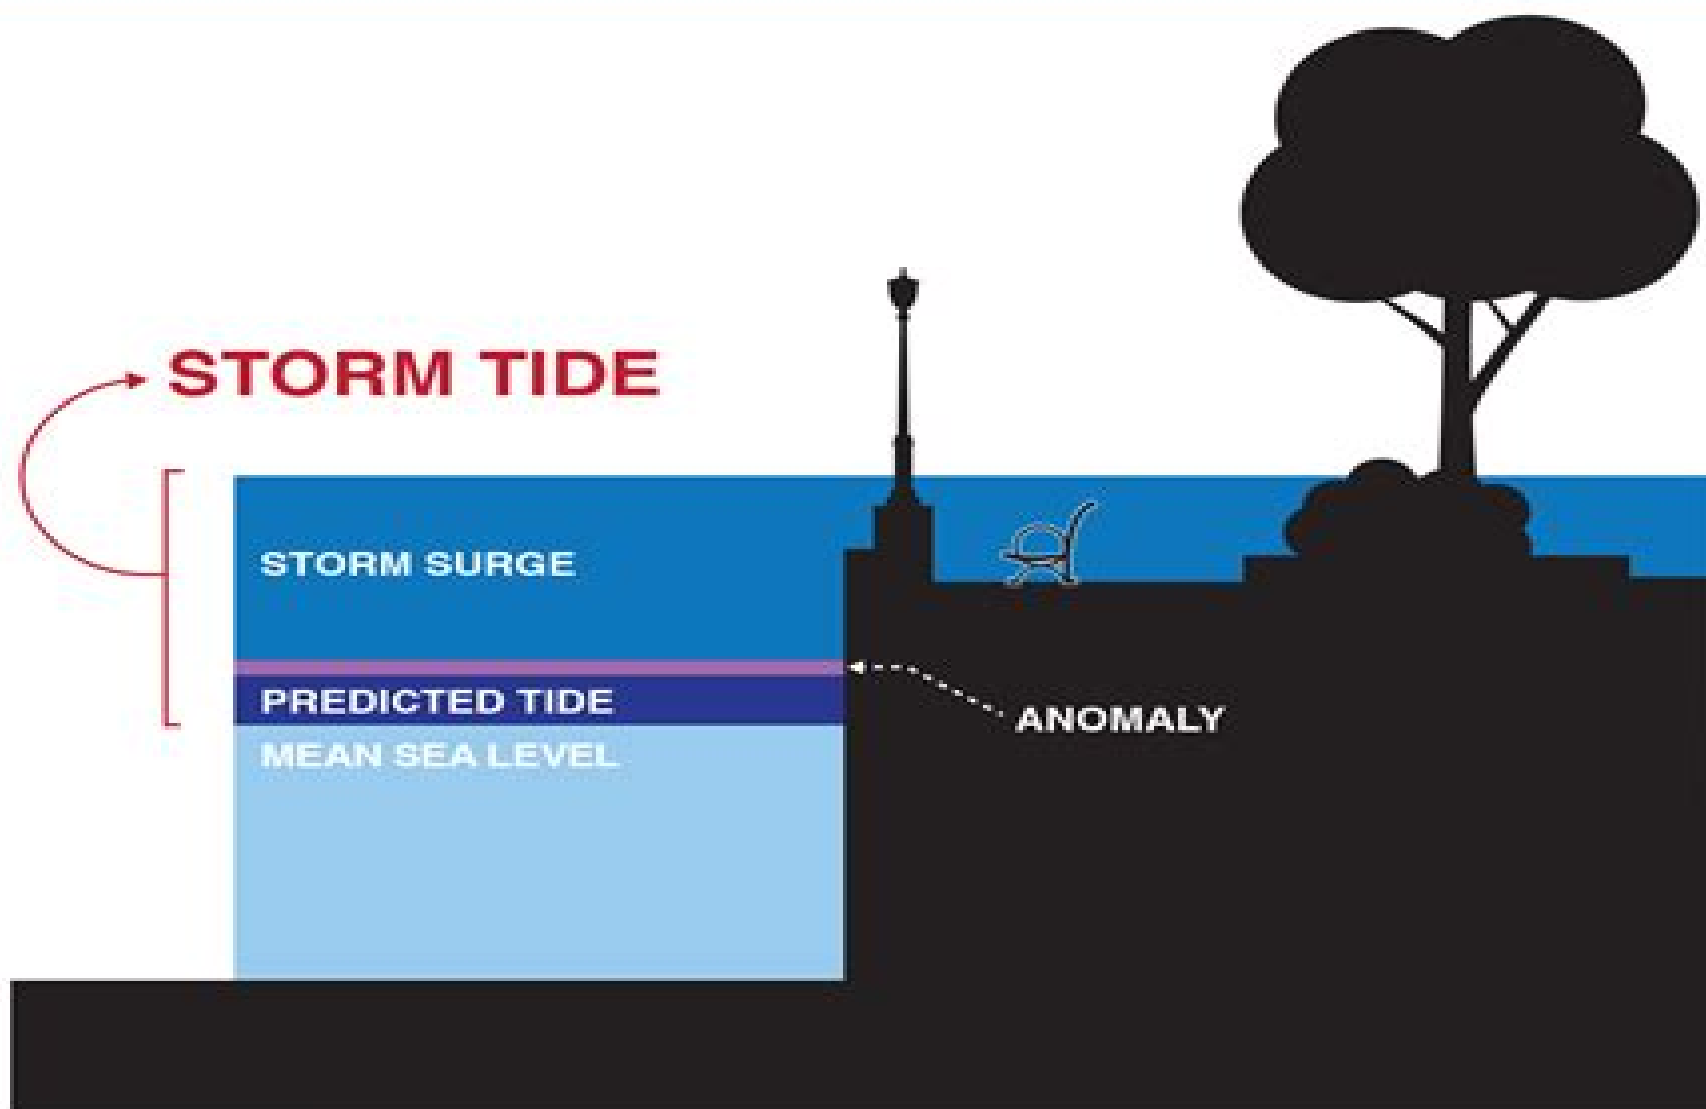 STORM TIDE
STORM SURGE
PREDICTED TIDE
ANOMALY
MEAN SEA LEVEL